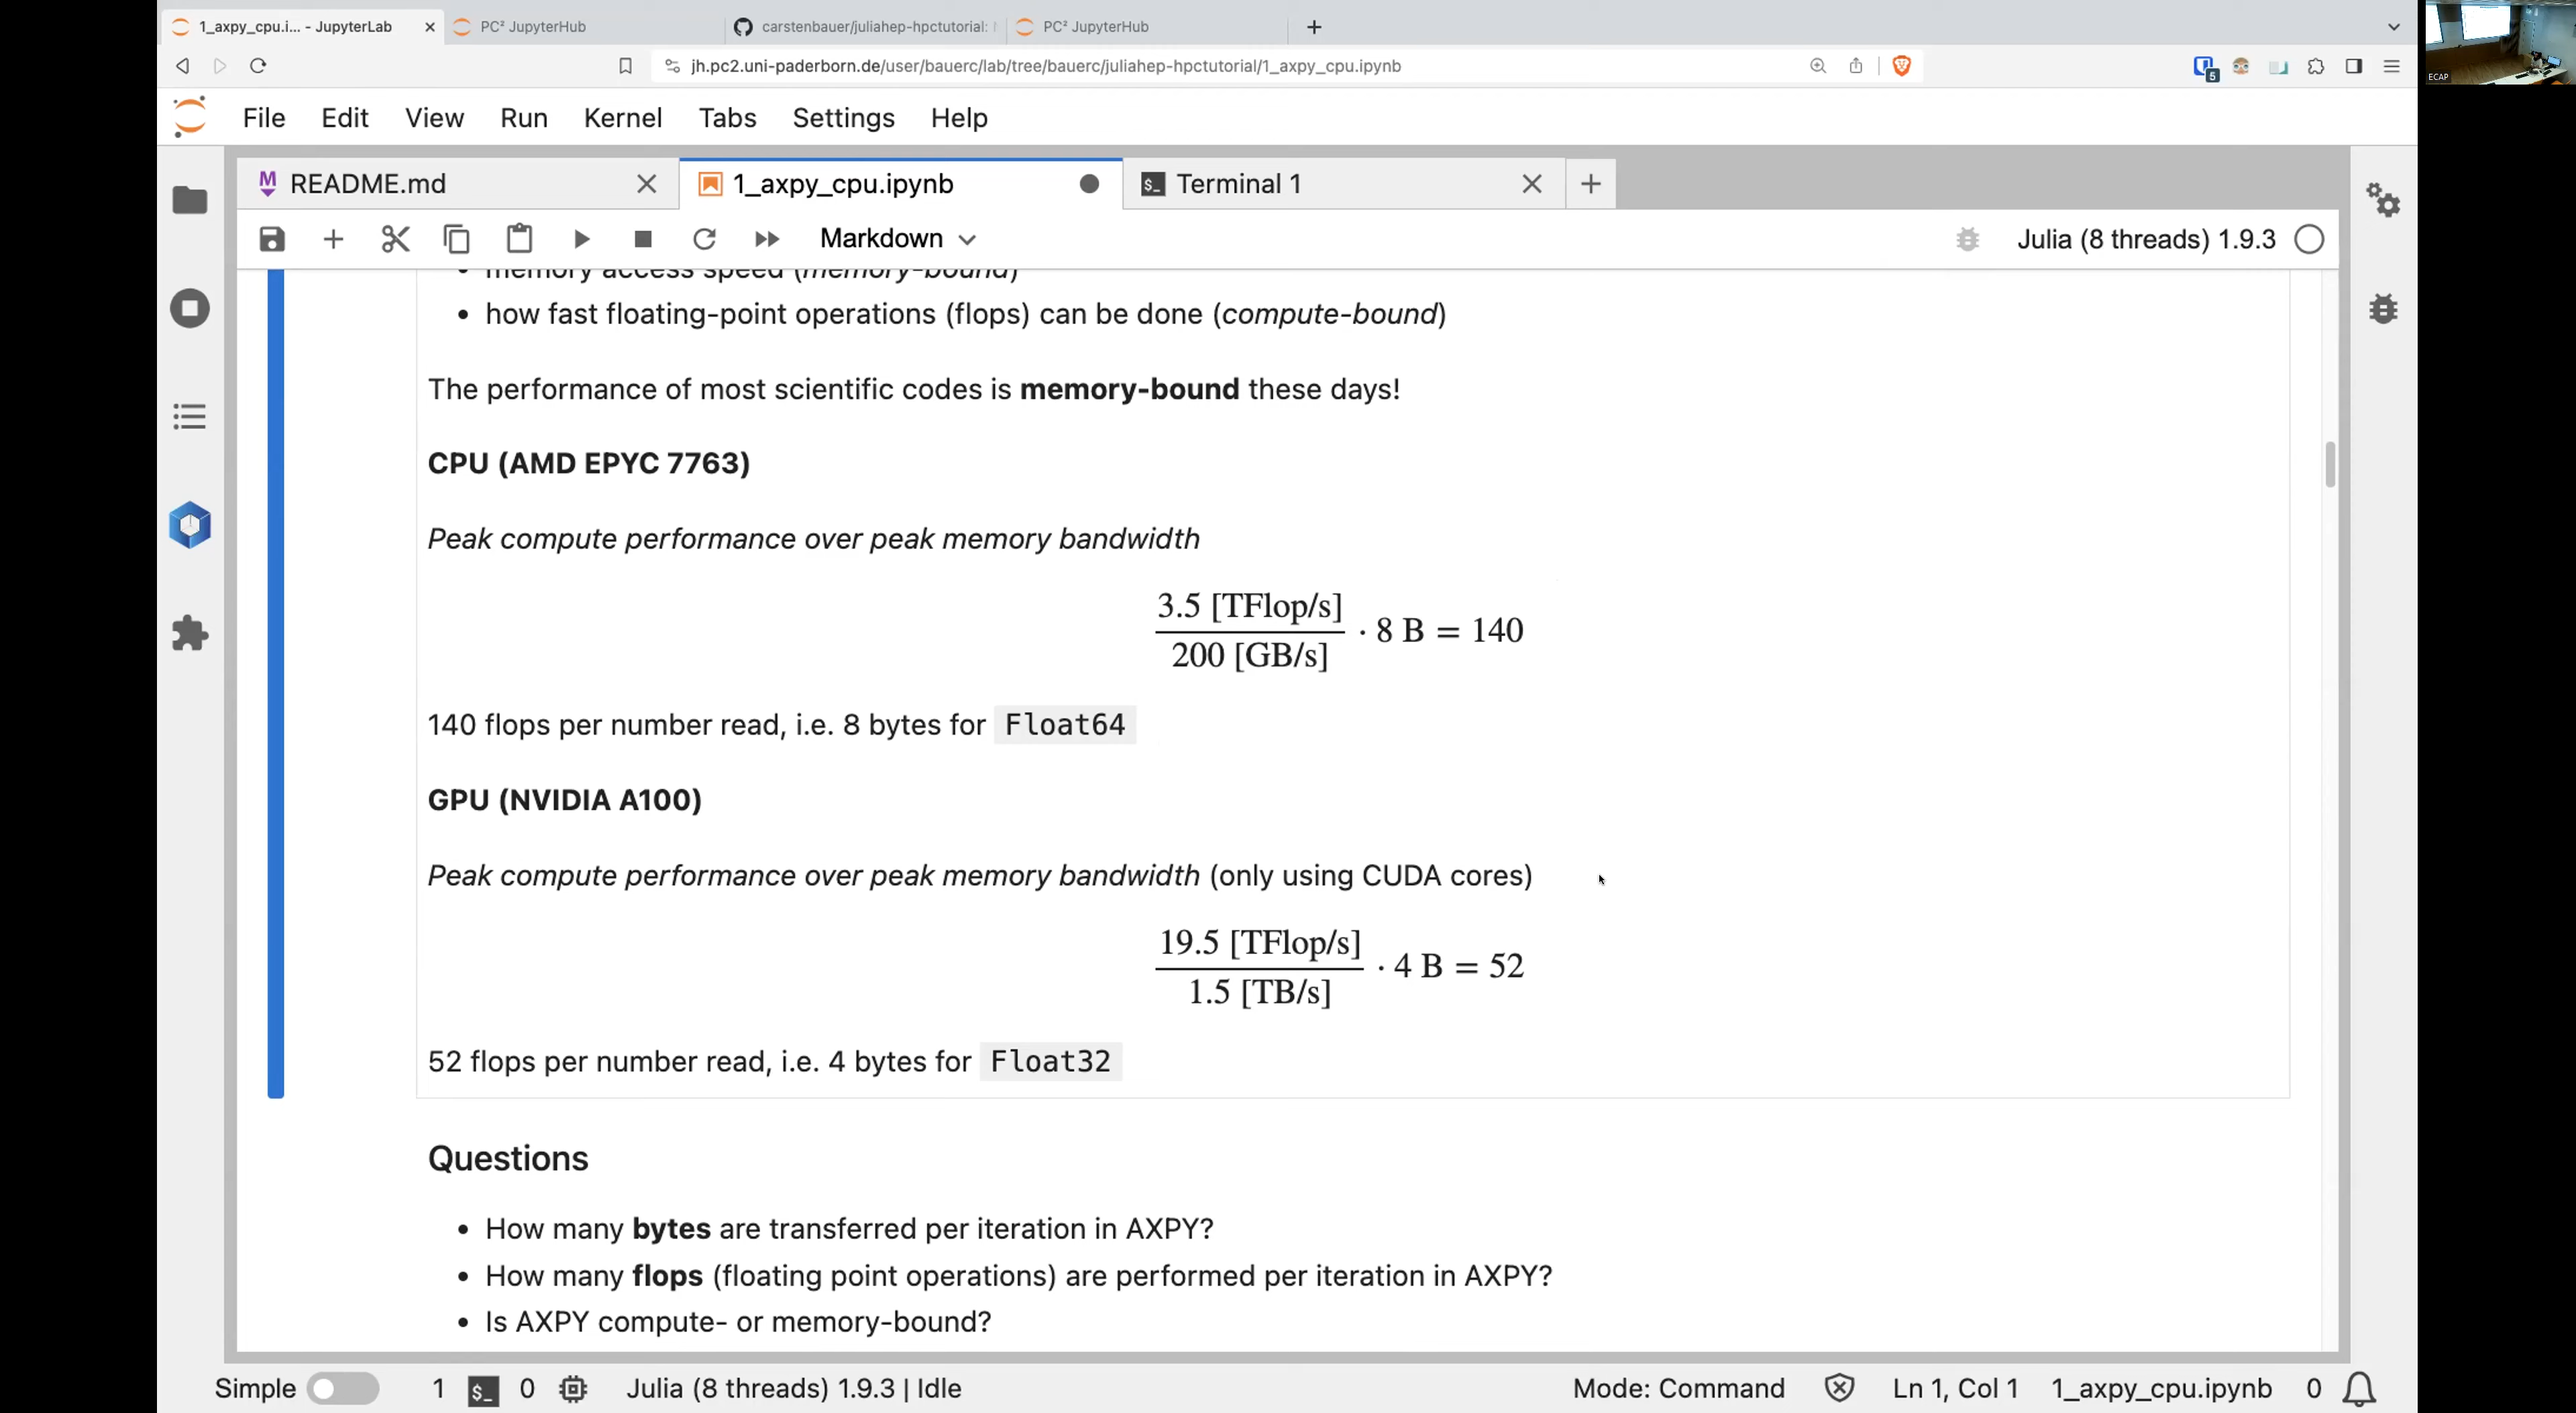 1_axpy_cpu.i... - JupyterLab
PC² JupyterHub
carstenbauer/juliahep-hpctutorial:
PC² JupyterHub
jh.pc2.uni-paderborn.de/user/bauerc/lab/tree/bauerc/juliahep-hpctutorial/1_axpy_cpu.ipynb
5
ECAP
File Edit View Run Kernel Tabs Settings Help
README.md
1_axpy_cpu.ipynb
Terminal 1
Markdown
Julia (8 threads) 1.9.3
• memory access speed (memory-bound)
• how fast floating-point operations (flops) can be done (compute-bound)
The performance of most scientific codes is memory-bound these days!
CPU (AMD EPYC 7763)
Peak compute performance over peak memory bandwidth
3.5 [TFlop/s]
200 [GB/s]
· 8 B = 140
140 flops per number read, i.e. 8 bytes for Float64
GPU (NVIDIA A100)
Peak compute performance over peak memory bandwidth (only using CUDA cores)
19.5 [TFlop/s]
1.5 [TB/s]
· 4 B = 52
52 flops per number read, i.e. 4 bytes for Float32
Questions
• How many bytes are transferred per iteration in AXPY?
• How many flops (floating point operations) are performed per iteration in AXPY?
• Is AXPY compute- or memory-bound?
Simple 1 $_ 0 Julia (8 threads) 1.9.3 | Idle Mode: Command Ln 1, Col 1 1_axpy_cpu.ipynb 0